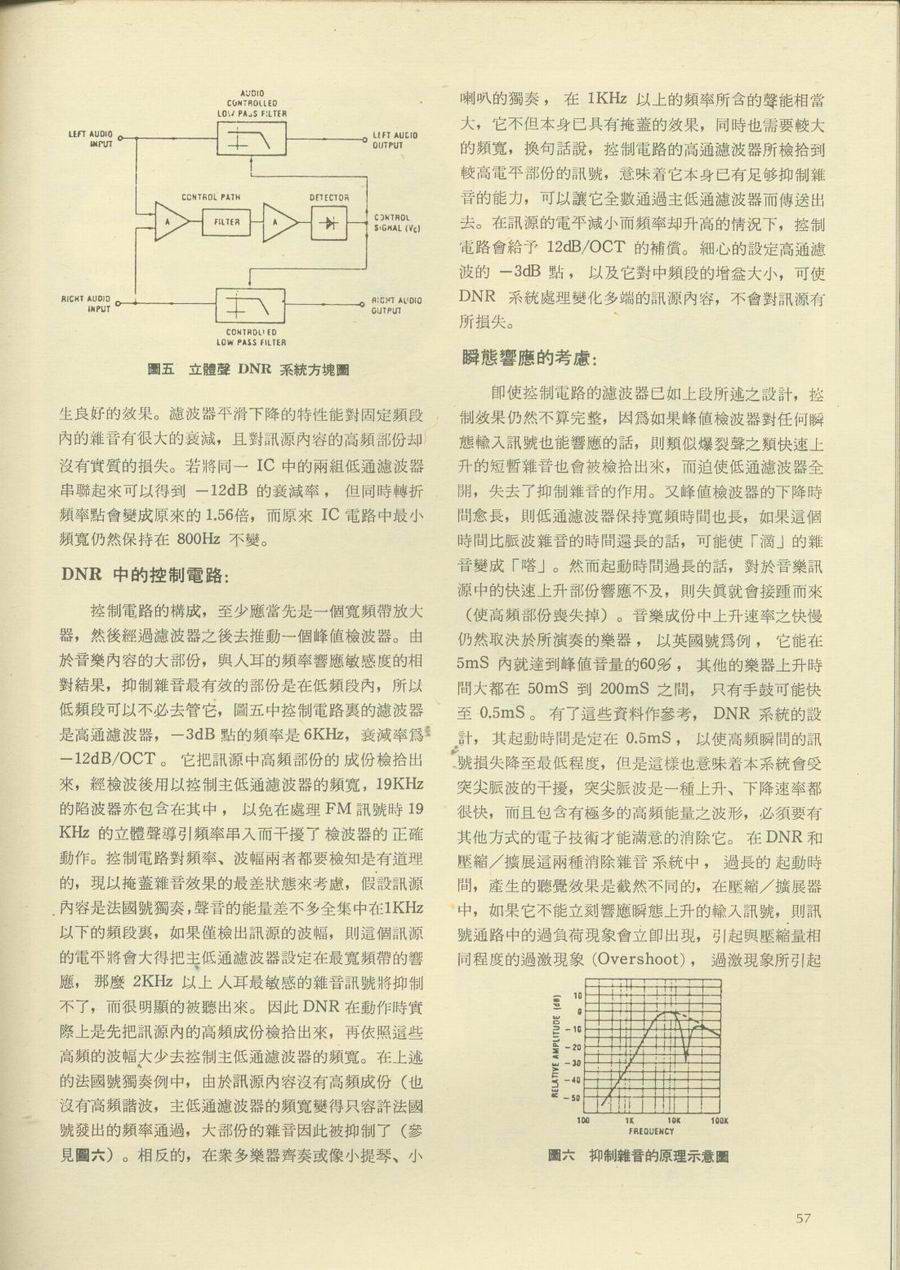 AUDIO
CONTROLLED
LOW PASS FILTER
LEFT AUDIO
INPUT
LEFT AUDIO
OUTPUT
CONTROL PATH
DETECTOR
A
FILTER
A
CONTROL
SIGNAL (Vc)
RIGHT AUDIO
INPUT
RIGHT AUDIO
OUTPUT
CONTROLLED
LOW PASS FILTER
圖五 立體聲 DNR 系統方塊圖
生良好的效果。濾波器平滑下降的特性能對固定頻段
內的雜音有很大的衰減,且對訊源內容的高頻部份却
沒有實質的損失。若將同一 IC 中的兩組低通濾波器
串聯起來可以得到 －12dB 的衰減率, 但同時轉折
頻率點會變成原來的 1.56倍, 而原來 IC 電路中最小
頻寬仍然保持在 800Hz 不變。
DNR 中的控制電路:
控制電路的構成,至少應當先是一個寬頻帶放大
器,然後經過濾波器之後去推動一個峰值檢波器。由
於音樂內容的大部份,與人耳的頻率響應敏感度的相
對結果,抑制雜音最有效的部份是在低頻段內,所以
低頻段可以不必去管它,圖五中控制電路裏的濾波器
是高通濾波器,－3dB 點的頻率是 6KHz, 衰減率爲
－12dB/OCT 。 它把訊源中高頻部份的 成份檢拾出
來,經檢波後用以控制主低通濾波器的頻寬,19KHz
的陷波器亦包含在其中, 以免在處理 FM 訊號時 19
KHz 的立體聲導引頻率串入而干擾了 檢波器的 正確
動作。控制電路對頻率、波幅兩者都要檢知是有道理
的,現以掩蓋雜音效果的最差狀態來考慮,假設訊源
內容是法國號獨奏,聲音的能量差不多全集中在1KHz
以下的頻段裏,如果僅檢出訊源的波幅,則這個訊源
的電平將會大得把主低通濾波器設定在最寬頻帶的響
應, 那麼 2KHz 以上 人耳最敏感的雜音訊號將抑制
不了,而很明顯的被聽出來。 因此 DNR 在動作時實
際上是先把訊源內的高頻成份檢拾出來,再依照這些
高頻的波幅大少去控制主低通濾波器的頻寬。在上述
的法國號獨奏例中,由於訊源內容沒有高頻成份(也
沒有高頻諧波,主低通濾波器的頻寬變得只容許法國
號發出的頻率通過,大部份的雜音因此被抑制了(參
見圖六)。相反的,在衆多樂器齊奏或像小提琴、小
喇叭的獨奏, 在 1KHz 以上的頻率所含的聲能相當
大,它不但本身已具有掩蓋的效果,同時也需要較大
的頻寬,換句話說,控制電路的高通濾波器所檢拾到
較高電平部份的訊號,意味着它本身已有足够抑制雜
音的能力,可以讓它全數通過主低通濾波器而傳送出
去。在訊源的電平減小而頻率却升高的情況下,控制
電路會給予 12dB/OCT 的補償。細心的設定高通濾
波的 －3dB 點, 以及它對中頻段的增益大小,可使
DNR 系統處理變化多端的訊源內容,不會對訊源有
所損失。
瞬態響應的考慮:
即使控制電路的濾波器已如上段所述之設計,控
制效果仍然不算完整,因爲如果峰值檢波器對任何瞬
態輸入訊號也能響應的話,則類似爆裂聲之類快速上
升的短暫雜音也會被檢拾出來,而迫使低通濾波器全
開,失去了抑制雜音的作用。又峰值檢波器的下降時
間愈長,則低通濾波器保持寬頻時間也長,如果這個
時間比脈波雜音的時間還長的話,可能使「滴」的雜
音變成「嗒」。然而起動時間過長的話,對於音樂訊
源中的快速上升部份響應不及,則失眞就會接踵而來
(使高頻部份喪失掉)。音樂成份中上升速率之快慢
仍然取決於所演奏的樂器, 以英國號爲例, 它能在
5mS 內就達到峰值音量的60%, 其他的樂器上升時
間大都在 50mS 到 200mS 之間, 只有手鼓可能快
至 0.5mS。 有了這些資料作參考, DNR 系統的設
計, 其起動時間是定在 0.5mS, 以使高頻瞬間的訊
號損失降至最低程度,但是這樣也意味着本系統會受
突尖脈波的干擾,突尖脈波是一種上升、下降速率都
很快,而且包含有極多的高頻能量之波形,必須要有
其他方式的電子技術才能滿意的消除它。 在 DNR 和
壓縮／擴展這兩種消除雜音 系統中, 過長的 起動時
間,產生的聽覺效果是截然不同的,在壓縮／擴展器
中,如果它不能立刻響應瞬態上升的輸入訊號,則訊
號通路中的過負荷現象會立即出現,引起與壓縮量相
同程度的過激現象 (Overshoot), 過激現象所引起
RELATIVE AMPLITUDE (dB)
10
0
－10
－20
－30
－40
－50
100 1K 10K 100K
FREQUENCY
圖六 抑制雜音的原理示意圖
57